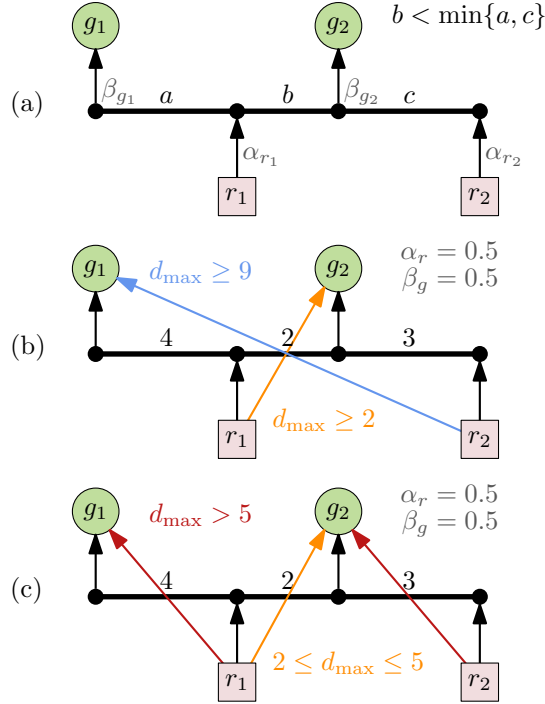 g₁ g₂ b < min{a, c}
(a) β_{g₁} a b β_{g₂} c
α_{r₁} α_{r₂}
r₁ r₂
g₁ d_max ≥ 9 g₂ α_r = 0.5
β_g = 0.5
(b) 4 2 3
r₁ d_max ≥ 2 r₂
g₁ d_max > 5 g₂ α_r = 0.5
β_g = 0.5
(c) 4 2 3
r₁ 2 ≤ d_max ≤ 5 r₂